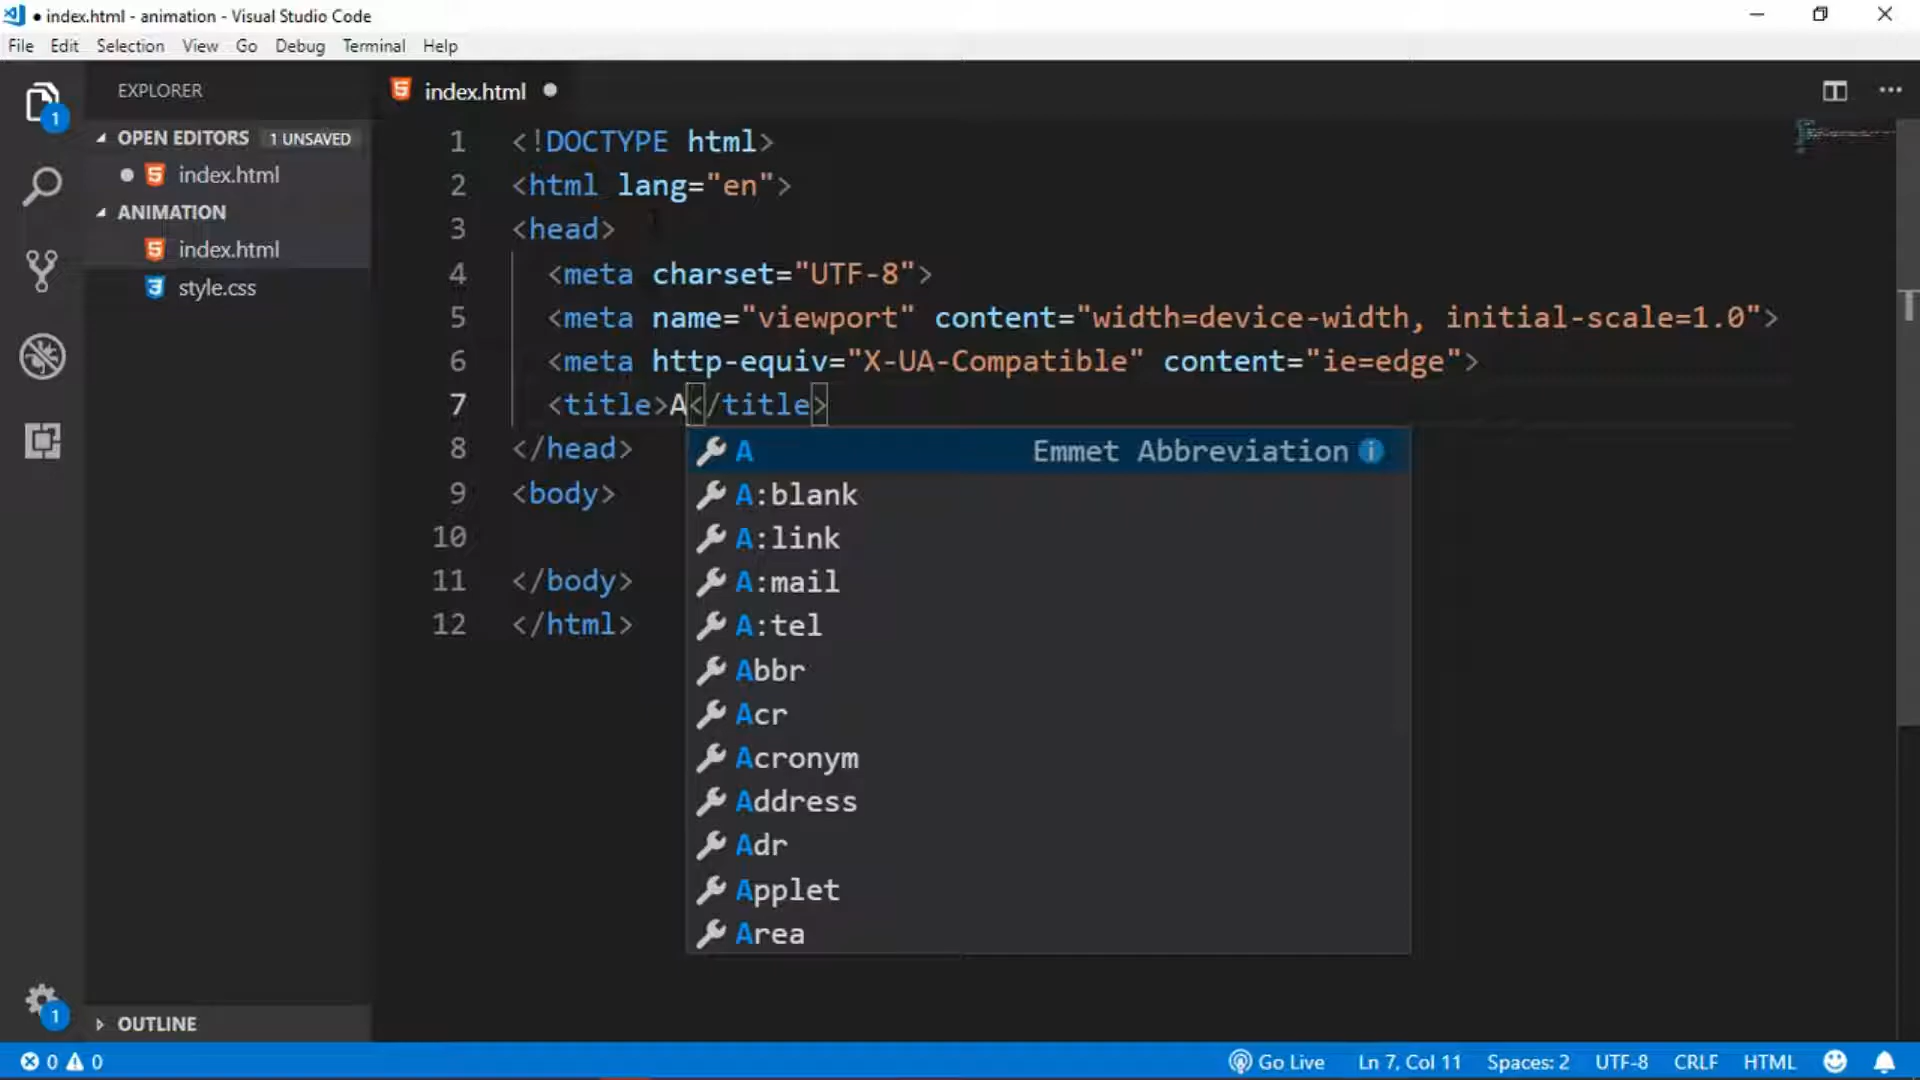 index.html - animation - Visual Studio Code
File Edit Selection View Go Debug Terminal Help
EXPLORER
OPEN EDITORS 1 UNSAVED
index.html
ANIMATION
index.html
style.css
OUTLINE
1
1
index.html
1 <!DOCTYPE html>
2 <html lang="en">
3 <head>
4 <meta charset="UTF-8">
5 <meta name="viewport" content="width=device-width, initial-scale=1.0">
6 <meta http-equiv="X-UA-Compatible" content="ie=edge">
7 <title>A</title>
8 </head>
9 <body>
10
11 </body>
12 </html>
A Emmet Abbreviation
A:blank
A:link
A:mail
A:tel
Abbr
Acr
Acronym
Address
Adr
Applet
Area
0 0 Go Live Ln 7, Col 11 Spaces: 2 UTF-8 CRLF HTML